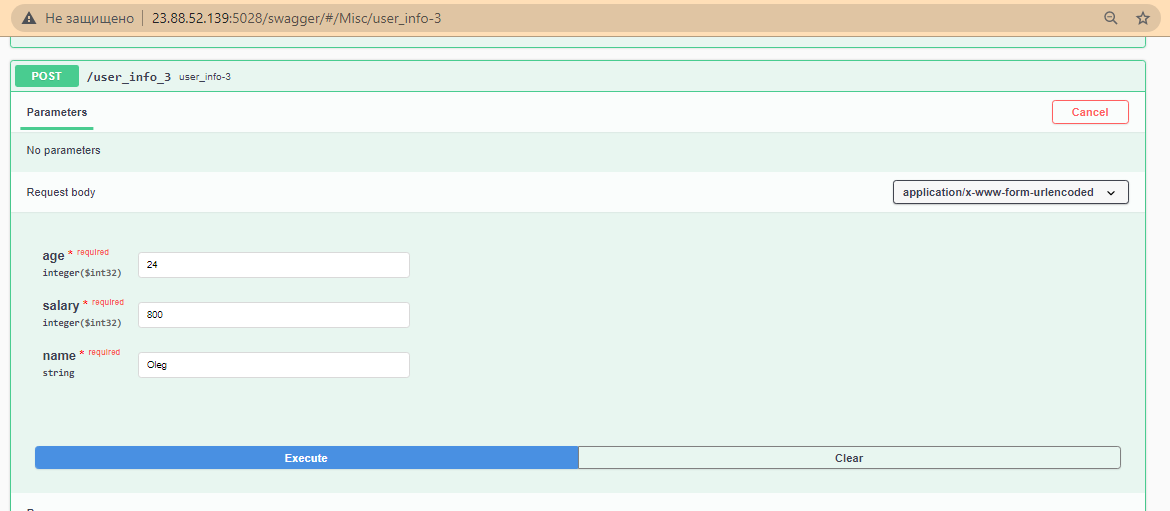 Не защищено 23.88.52.139:5028/swagger/#/Misc/user_info-3
POST /user_info_3 user_info-3
Parameters Cancel
No parameters
Request body application/x-www-form-urlencoded
age * required
integer($int32) 24
salary * required
integer($int32) 800
name * required
string Oleg
Execute Clear